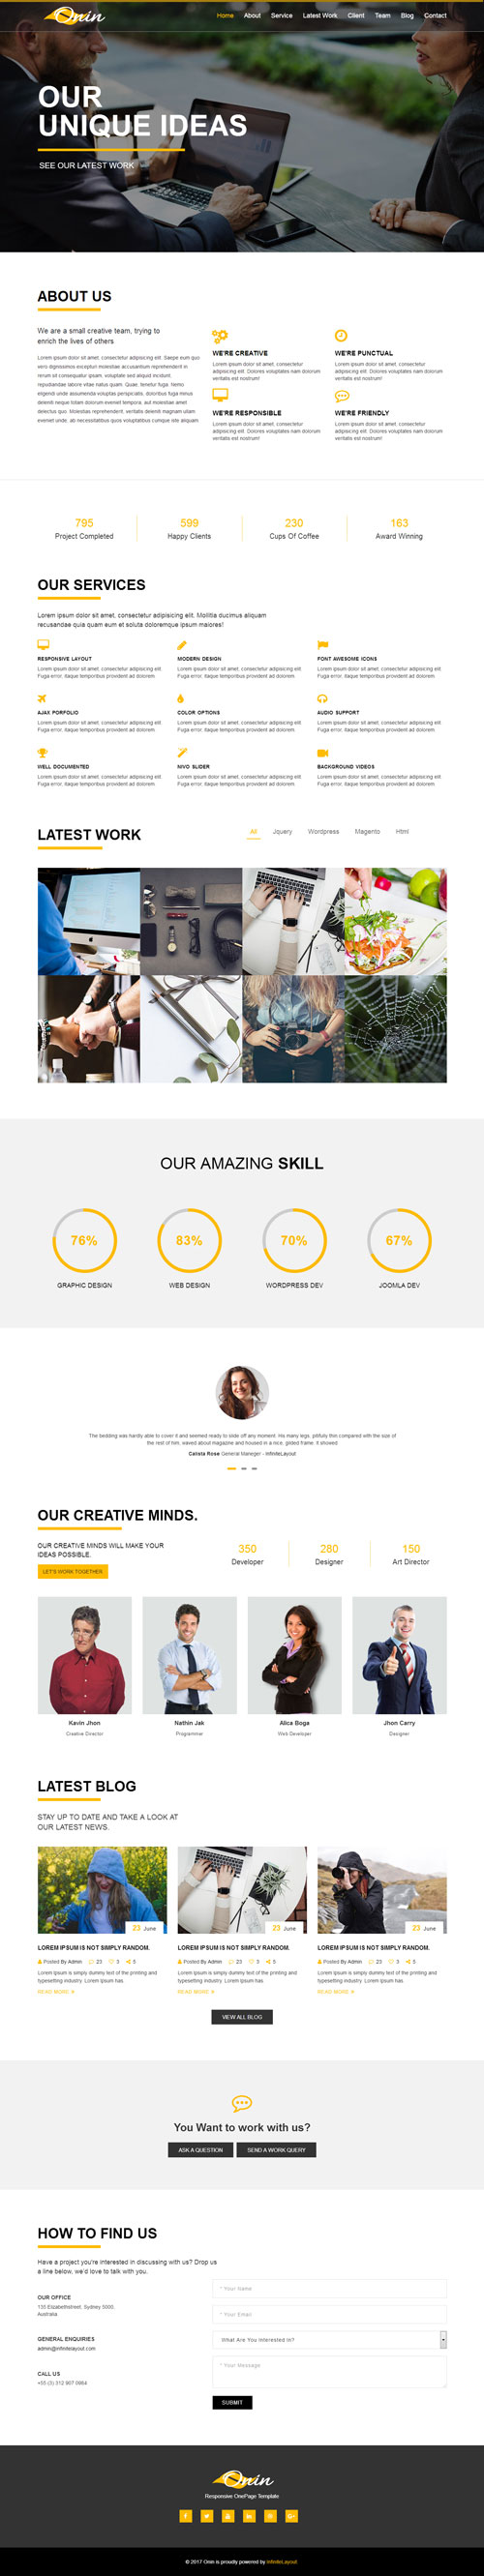 Onin
Home About Service Latest Work Client Team Blog Contact
OUR
UNIQUE IDEAS
SEE OUR LATEST WORK
ABOUT US
We are a small creative team, trying to
enrich the lives of others
Lorem ipsum dolor sit amet, consectetur adipisicing elit. Saepe eum quo
vero dignissimos excepturi molestiae accusantium reprehenderit in
rerum sit consequatur ipsum. voluptate sed aliquid incidunt
repudiandae labore vitae natus quam. Quae, tenetur fuga. Nemo
eligendi unde assumenda voluptas perspiciatis, doloribus fuga minus
deleniti neque totam dolorum eveniet tempora. aut molestiae amet
delectus quo. Molestias reprehenderit, veritatis deleniti magnam ullam
eveniet unde. ab necessitatibus quos voluptatibus cumque iste aliquam.
WE'RE CREATIVE
Lorem ipsum dolor sit amet, consectetur
adipisicing elit. Dolores voluptates nam dolorum
veritatis est nostrum!
WE'RE PUNCTUAL
Lorem ipsum dolor sit amet, consectetur
adipisicing elit. Dolores voluptates nam dolorum
veritatis est nostrum!
WE'RE RESPONSIBLE
Lorem ipsum dolor sit amet, consectetur
adipisicing elit. Dolores voluptates nam dolorum
veritatis est nostrum!
WE'RE FRIENDLY
Lorem ipsum dolor sit amet, consectetur
adipisicing elit. Dolores voluptates nam dolorum
veritatis est nostrum!
795 599 230 163
Project Completed Happy Clients Cups Of Coffee Award Winning
OUR SERVICES
Lorem ipsum dolor sit amet, consectetur adipisicing elit. Mollitia ducimus aliquam
recusandae quia quam eum et soluta doloremque ipsum maiores!
RESPONSIVE LAYOUT
Lorem ipsum dolor sit amet, consectetur adipisicing elit.
Fuga error, itaque temporibus provident ad dolorem.
MODERN DESIGN
Lorem ipsum dolor sit amet, consectetur adipisicing elit.
Fuga error, itaque temporibus provident ad dolorem.
FONT AWESOME ICONS
Lorem ipsum dolor sit amet, consectetur adipisicing elit.
Fuga error, itaque temporibus provident ad dolorem.
AJAX PORFOLIO
Lorem ipsum dolor sit amet, consectetur adipisicing elit.
Fuga error, itaque temporibus provident ad dolorem.
COLOR OPTIONS
Lorem ipsum dolor sit amet, consectetur adipisicing elit.
Fuga error, itaque temporibus provident ad dolorem.
AUDIO SUPPORT
Lorem ipsum dolor sit amet, consectetur adipisicing elit.
Fuga error, itaque temporibus provident ad dolorem.
WELL DOCUMENTED
Lorem ipsum dolor sit amet, consectetur adipisicing elit.
Fuga error, itaque temporibus provident ad dolorem.
NIVO SLIDER
Lorem ipsum dolor sit amet, consectetur adipisicing elit.
Fuga error, itaque temporibus provident ad dolorem.
BACKGROUND VIDEOS
Lorem ipsum dolor sit amet, consectetur adipisicing elit.
Fuga error, itaque temporibus provident ad dolorem.
LATEST WORK
All Jquery Wordpress Magento Html
OUR AMAZING SKILL
76% 83% 70% 67%
GRAPHIC DESIGN WEB DESIGN WORDPRESS DEV JOOMLA DEV
The bedding was hardly able to cover it and seemed ready to slide off any moment. His many legs, pitifully thin compared with the size of
the rest of him, waved about magazine and housed in a nice, gilded frame. It showed
Calista Rose General Manager - InfiniteLayout
OUR CREATIVE MINDS.
OUR CREATIVE MINDS WILL MAKE YOUR
IDEAS POSSIBLE.
LET'S WORK TOGETHER
350 280 150
Developer Designer Art Director
Kavin Jhon Nathin Jak Alica Boga Jhon Carry
Creative Director Programmer Web Developer Designer
LATEST BLOG
STAY UP TO DATE AND TAKE A LOOK AT
OUR LATEST NEWS.
23 June 23 June 23 June
LOREM IPSUM IS NOT SIMPLY RANDOM.
Posted By Admin 23 3 5
Lorem Ipsum is simply dummy text of the printing and
typesetting industry. Lorem Ipsum has.
READ MORE
LOREM IPSUM IS NOT SIMPLY RANDOM.
Posted By Admin 23 3 5
Lorem Ipsum is simply dummy text of the printing and
typesetting industry. Lorem Ipsum has.
READ MORE
LOREM IPSUM IS NOT SIMPLY RANDOM.
Posted By Admin 23 3 5
Lorem Ipsum is simply dummy text of the printing and
typesetting industry. Lorem Ipsum has.
READ MORE
VIEW ALL BLOG
You Want to work with us?
ASK A QUESTION SEND A WORK QUERY
HOW TO FIND US
Have a project you're interested in discussing with us? Drop us
a line below, we'd love to talk with you.
OUR OFFICE
135 Elizabethstreet. Sydney 5000,
Australia
GENERAL ENQUIRIES
admin@infinitelayout.com
CALL US
+55 (3) 312 907 0984
* Your Name
* Your Email
What Are You Interested In?
* Your Message
SUBMIT
Onin
Responsive OnePage Template
© 2017 Onin is proudly powered by InfiniteLayout